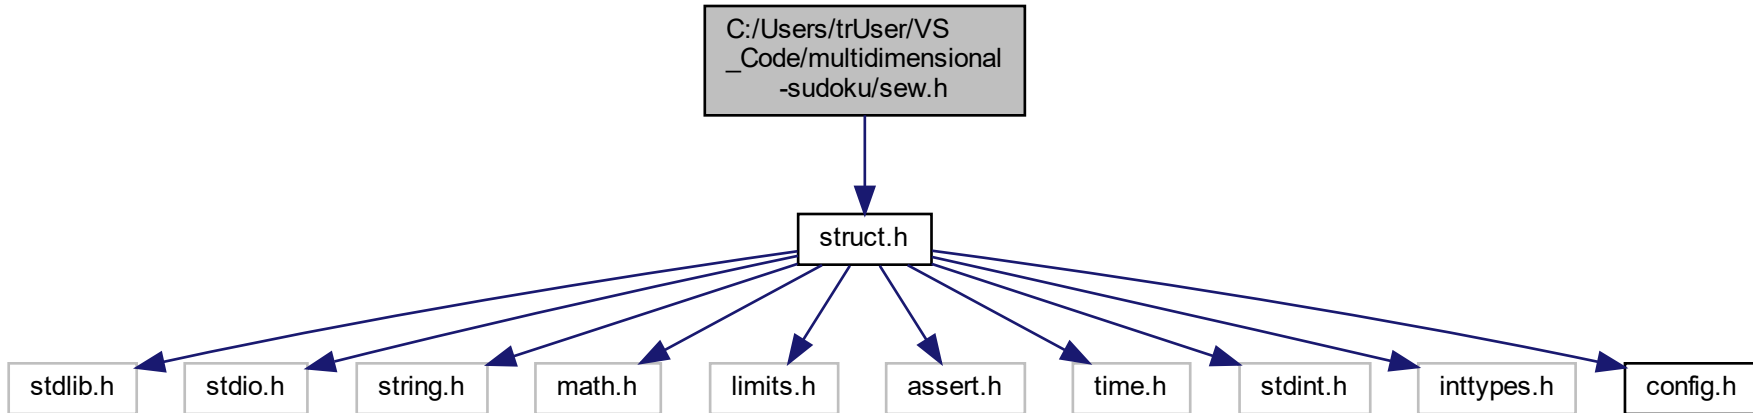 C:/Users/trUser/VS
_Code/multidimensional
-sudoku/sew.h
struct.h
stdlib.h
stdio.h
string.h
math.h
limits.h
assert.h
time.h
stdint.h
inttypes.h
config.h